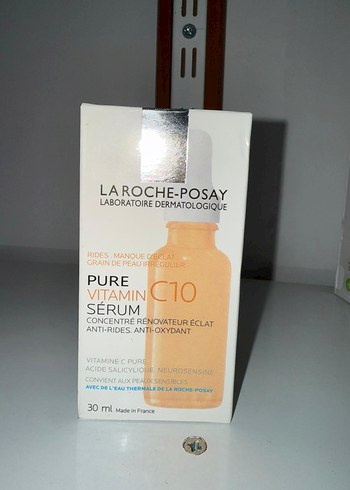 LA ROCHE-POSAY
LABORATOIRE DERMATOLOGIQUE
RIDES : MANQUE D'ÉCLAT
GRAIN DE PEAU IRRÉGULIER
PURE
VITAMIN C10
SÉRUM
CONCENTRÉ RÉNOVATEUR ÉCLAT
ANTI-RIDES. ANTI-OXYDANT
VITAMINE C PURE
ACIDE SALICYLIQUE, NEUROSENSINE
CONVIENT AUX PEAUX SENSIBLES
AVEC DE L'EAU THERMALE DE LA ROCHE-POSAY
30 ml Made in France